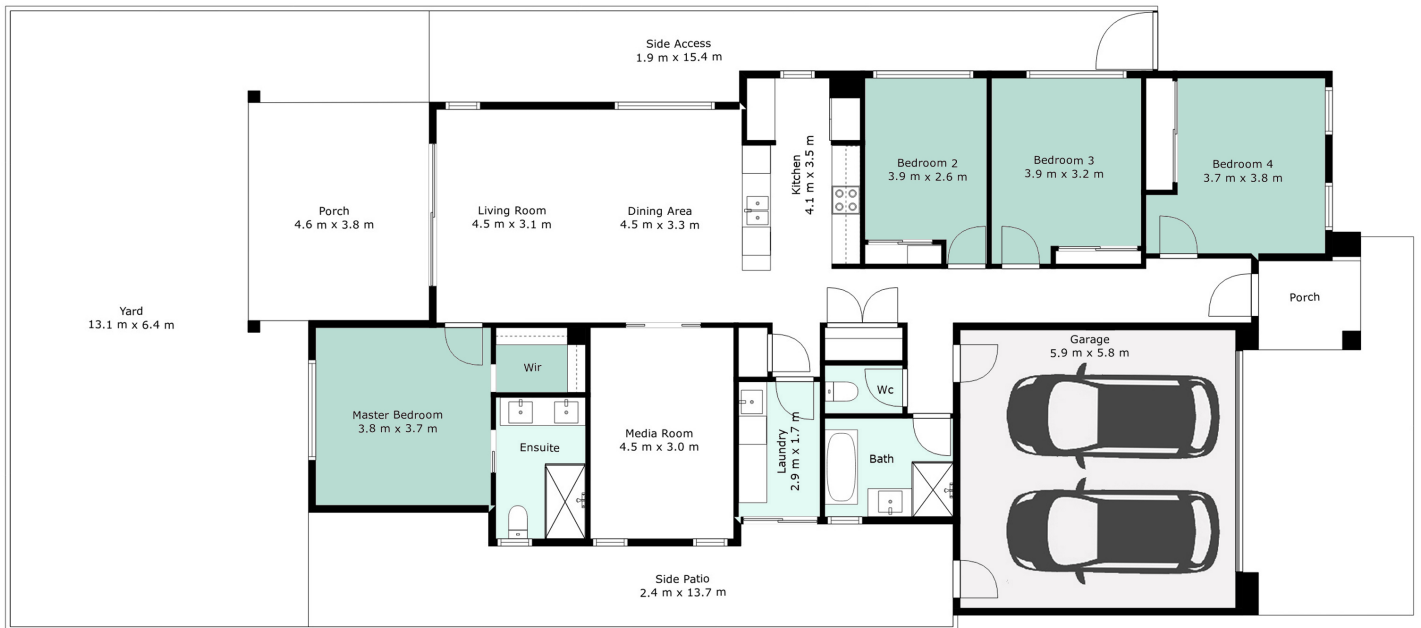 Side Access
1.9 m x 15.4 m
Kitchen
4.1 m x 3.5 m
Bedroom 2
3.9 m x 2.6 m
Bedroom 3
3.9 m x 3.2 m
Bedroom 4
3.7 m x 3.8 m
Porch
4.6 m x 3.8 m
Living Room
4.5 m x 3.1 m
Dining Area
4.5 m x 3.3 m
Yard
13.1 m x 6.4 m
Porch
Garage
5.9 m x 5.8 m
Wir
Wc
Master Bedroom
3.8 m x 3.7 m
Ensuite
Media Room
4.5 m x 3.0 m
Laundry
2.9 m x 1.7 m
Bath
Side Patio
2.4 m x 13.7 m